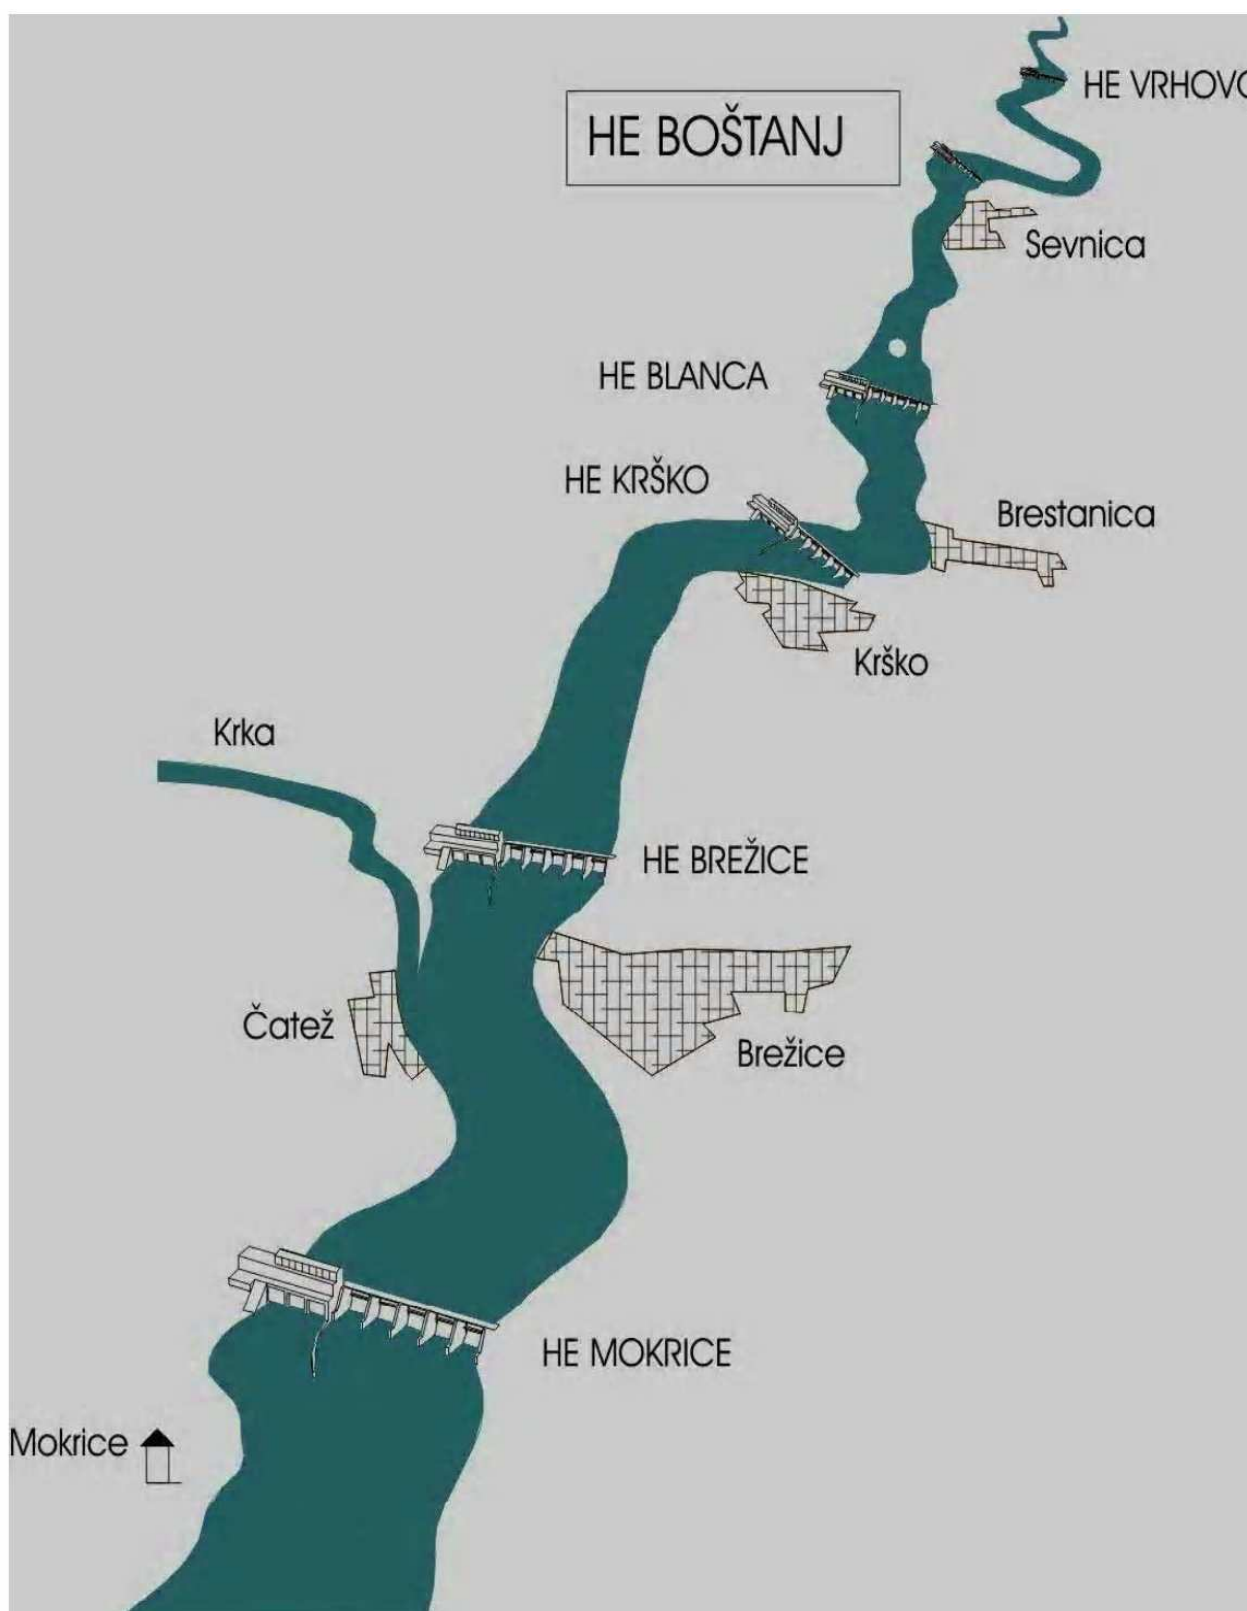 HE VRHOVO
HE BOŠTANJ
Sevnica
HE BLANCA
HE KRŠKO
Brestanica
Krško
Krka
HE BREŽICE
Čatež
Brežice
HE MOKRICE
Mokrice